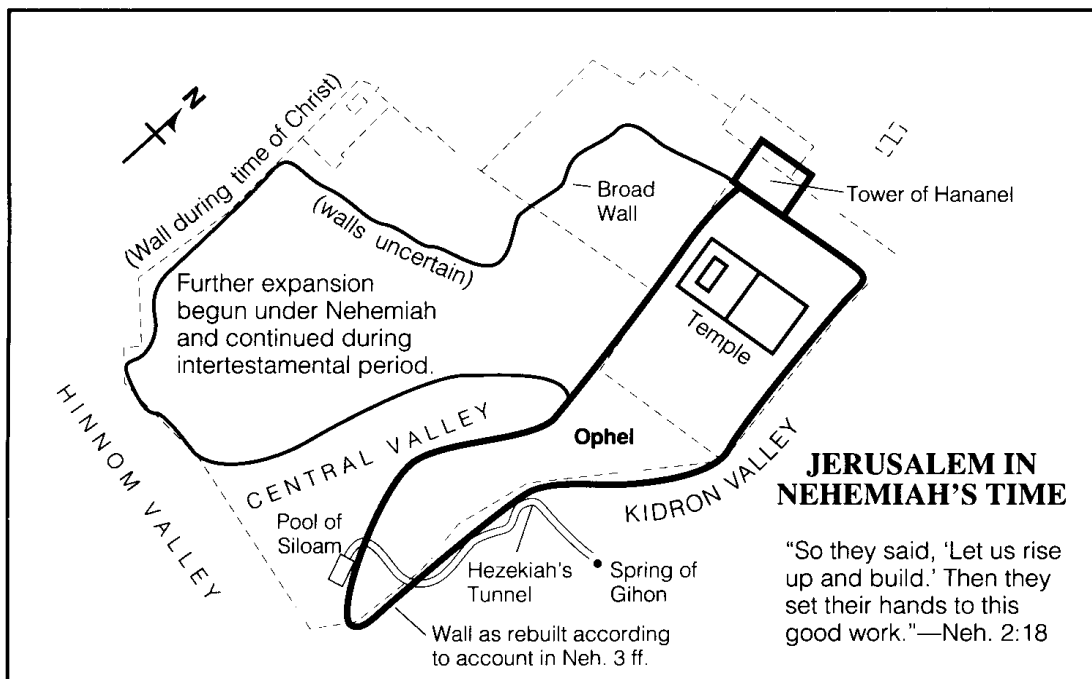 N
(Wall during time of Christ)
(walls uncertain)
Broad
Wall
Tower of Hananel
Further expansion
begun under Nehemiah
and continued during
intertestamental period.
Temple
HINNOM VALLEY
CENTRAL VALLEY
Ophel
KIDRON VALLEY
Pool of
Siloam
Hezekiah's
Tunnel
Spring of
Gihon
Wall as rebuilt according
to account in Neh. 3 ff.
JERUSALEM IN
NEHEMIAH'S TIME
“So they said, ‘Let us rise
up and build.’ Then they
set their hands to this
good work.”—Neh. 2:18